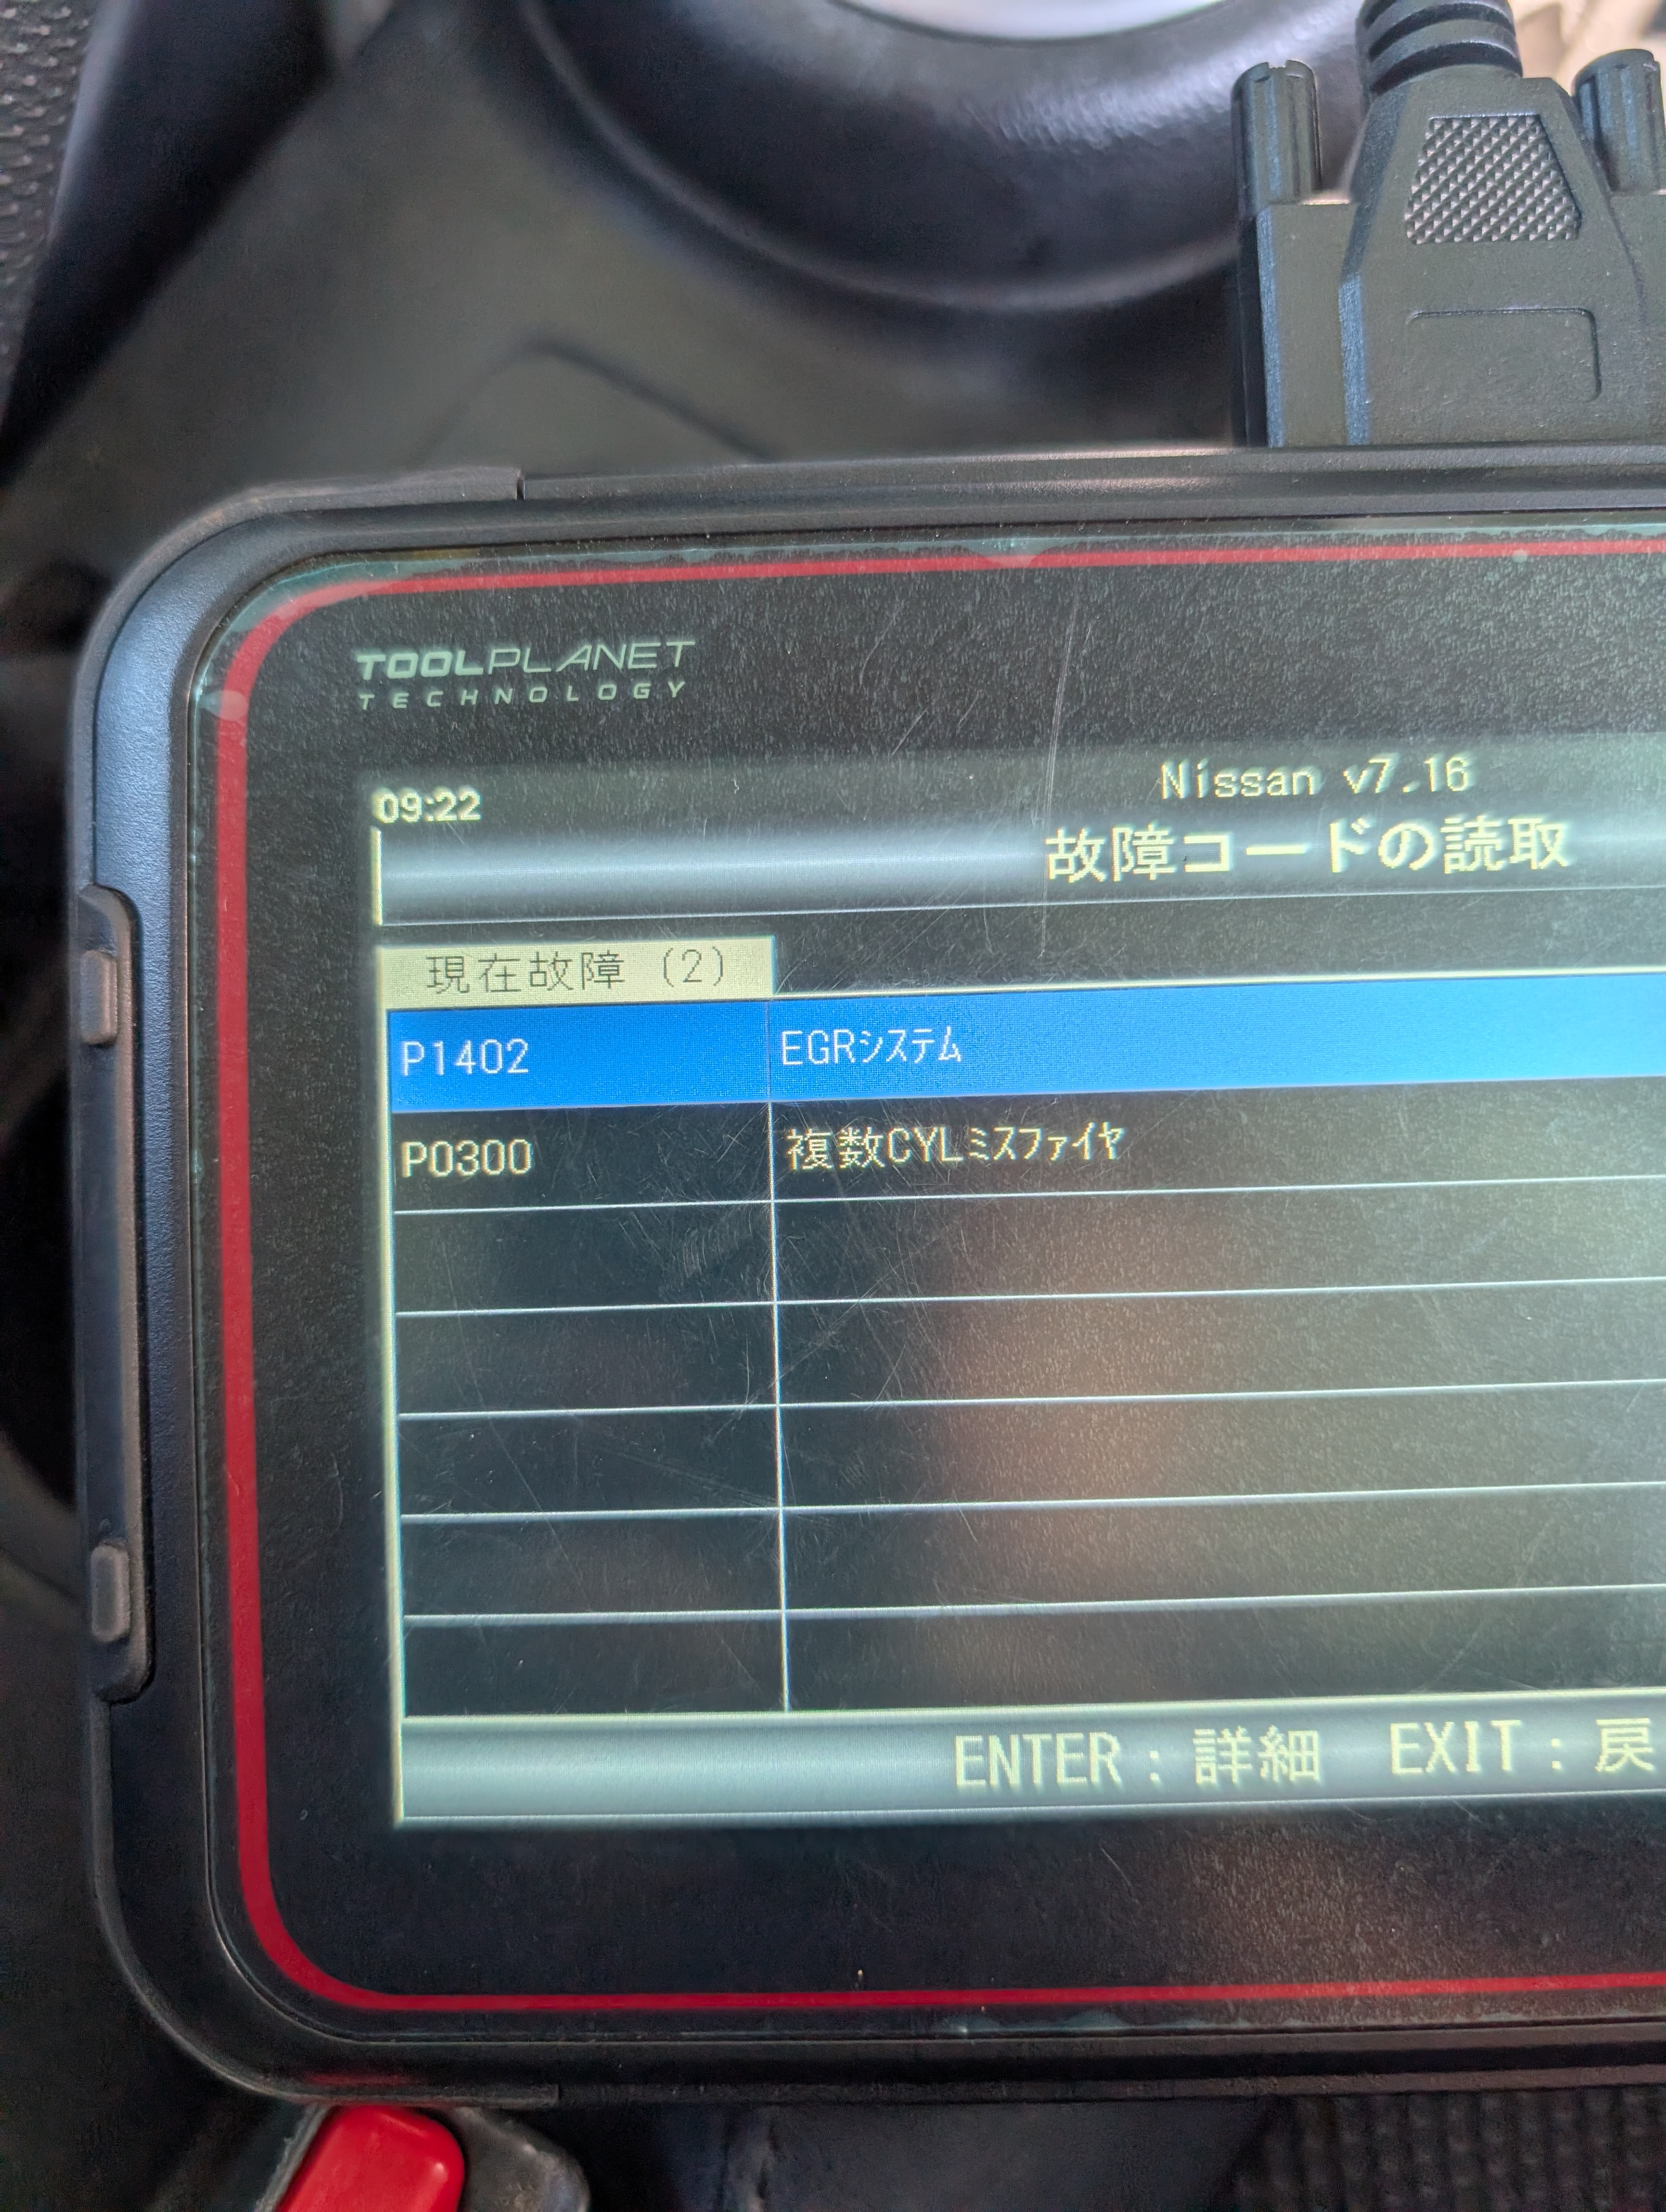 TOOLPLANET
TECHNOLOGY
09:22
Nissan v7.16
故障コードの読取
現在故障 (2)
P1402 EGRシステム
P0300 複数CYLミスファイヤ
ENTER : 詳細 EXIT : 戻